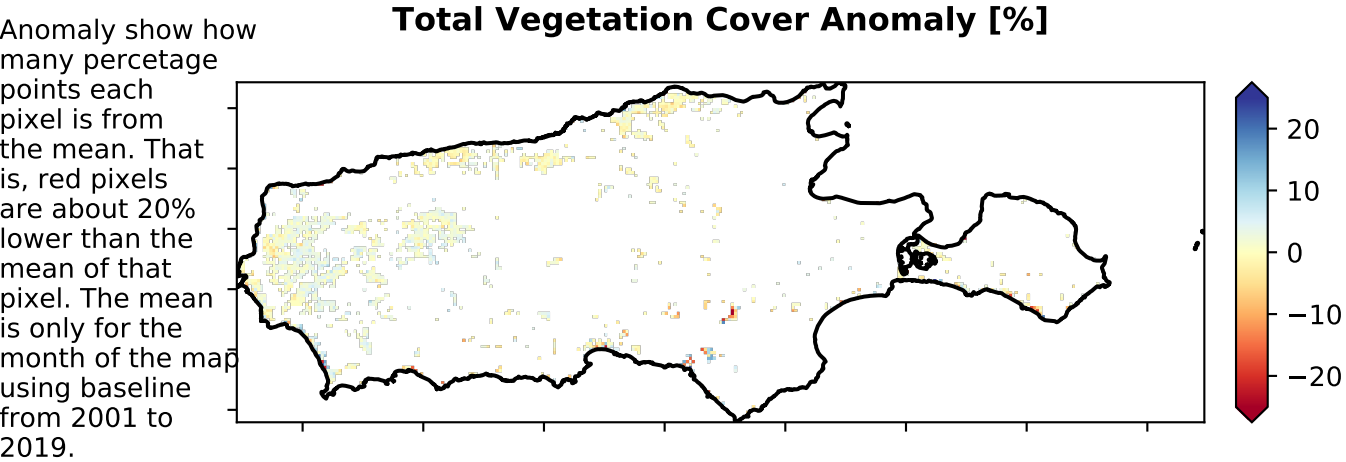 Total Vegetation Cover Anomaly [%]
Anomaly show how
many percetage
points each
pixel is from
the mean. That
is, red pixels
are about 20%
lower than the
mean of that
pixel. The mean
is only for the
month of the map
using baseline
from 2001 to
2019.
20
10
0
−10
−20